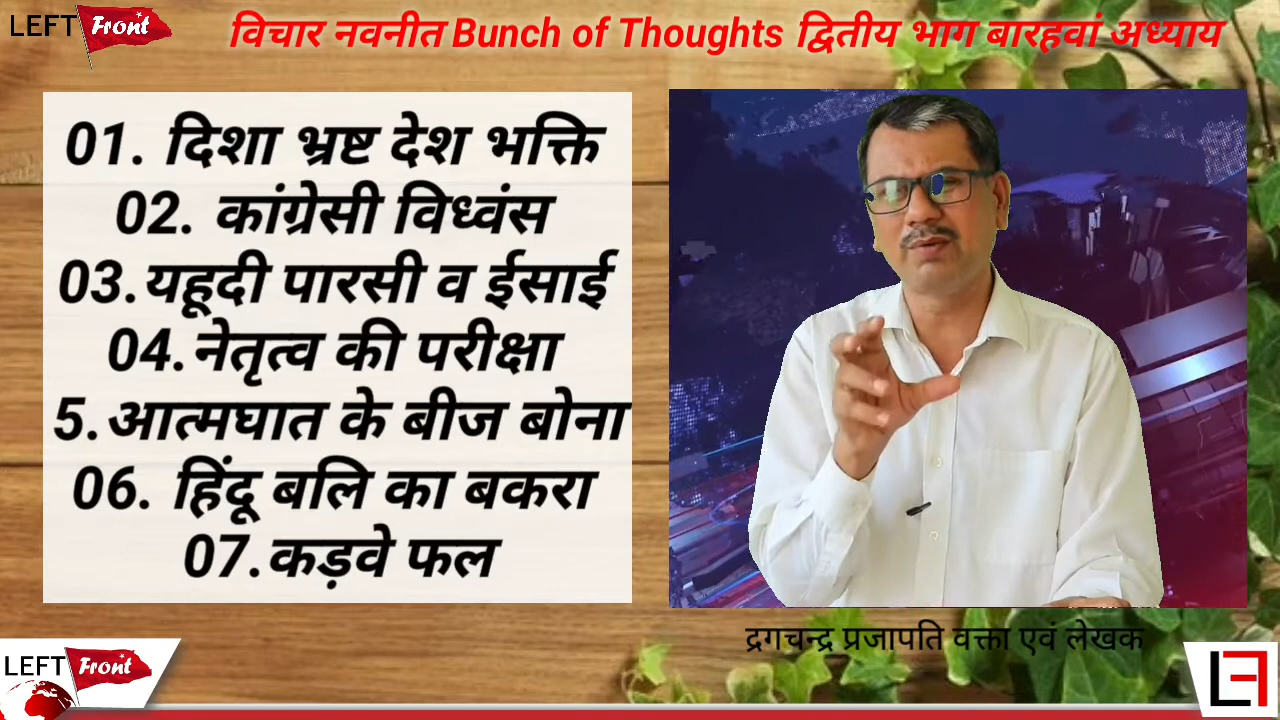 LEFT Front
विचार नवनीत Bunch of Thoughts द्वितीय भाग बारहवां अध्याय
01. दिशा भ्रष्ट देश भक्ति
02. कांग्रेसी विध्वंस
03.यहूदी पारसी व ईसाई
04.नेतृत्व की परीक्षा
5.आत्मघात के बीज बोना
06. हिंदू बलि का बकरा
07.कड़वे फल
द्रगचन्द्र प्रजापति वक्ता एवं लेखक
LEFT Front
LF